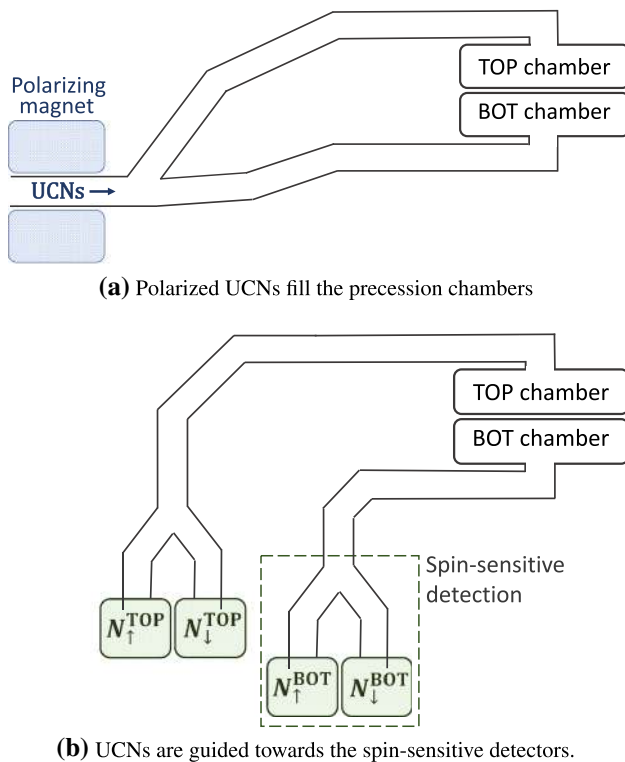 Polarizing
magnet
UCNs →
TOP chamber
BOT chamber
(a) Polarized UCNs fill the precession chambers
TOP chamber
BOT chamber
Spin-sensitive
detection
N↑TOP N↓TOP
N↑BOT N↓BOT
(b) UCNs are guided towards the spin-sensitive detectors.